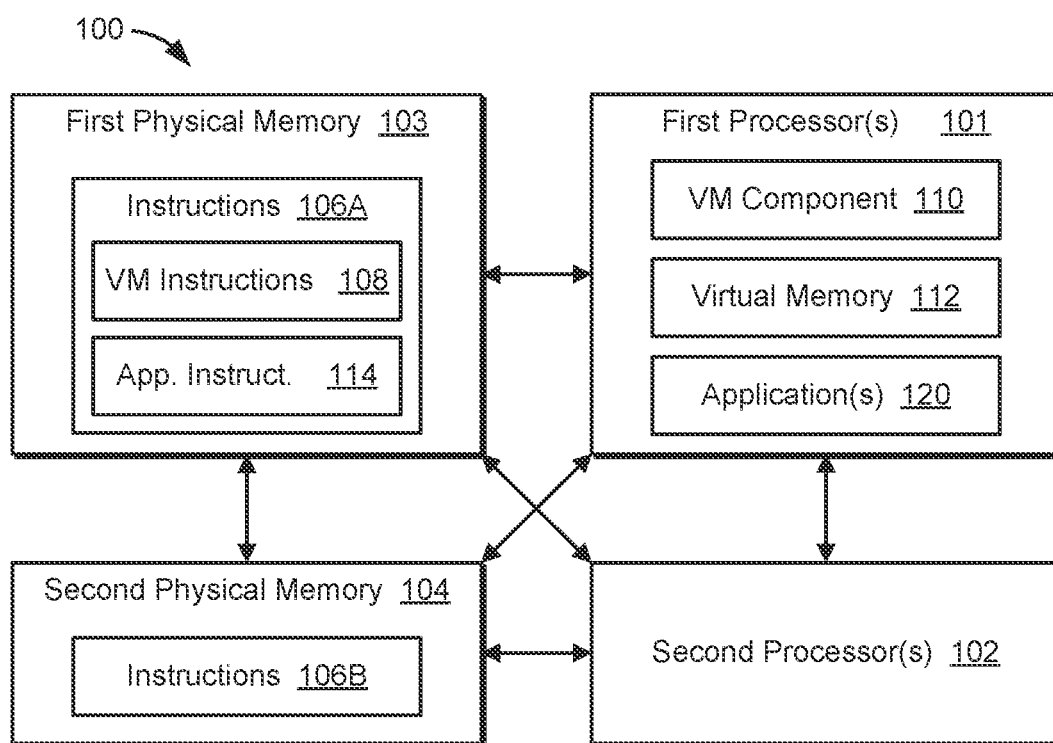 100
First Physical Memory 103
Instructions 106A
VM Instructions 108
App. Instruct. 114
First Processor(s) 101
VM Component 110
Virtual Memory 112
Application(s) 120
Second Physical Memory 104
Instructions 106B
Second Processor(s) 102